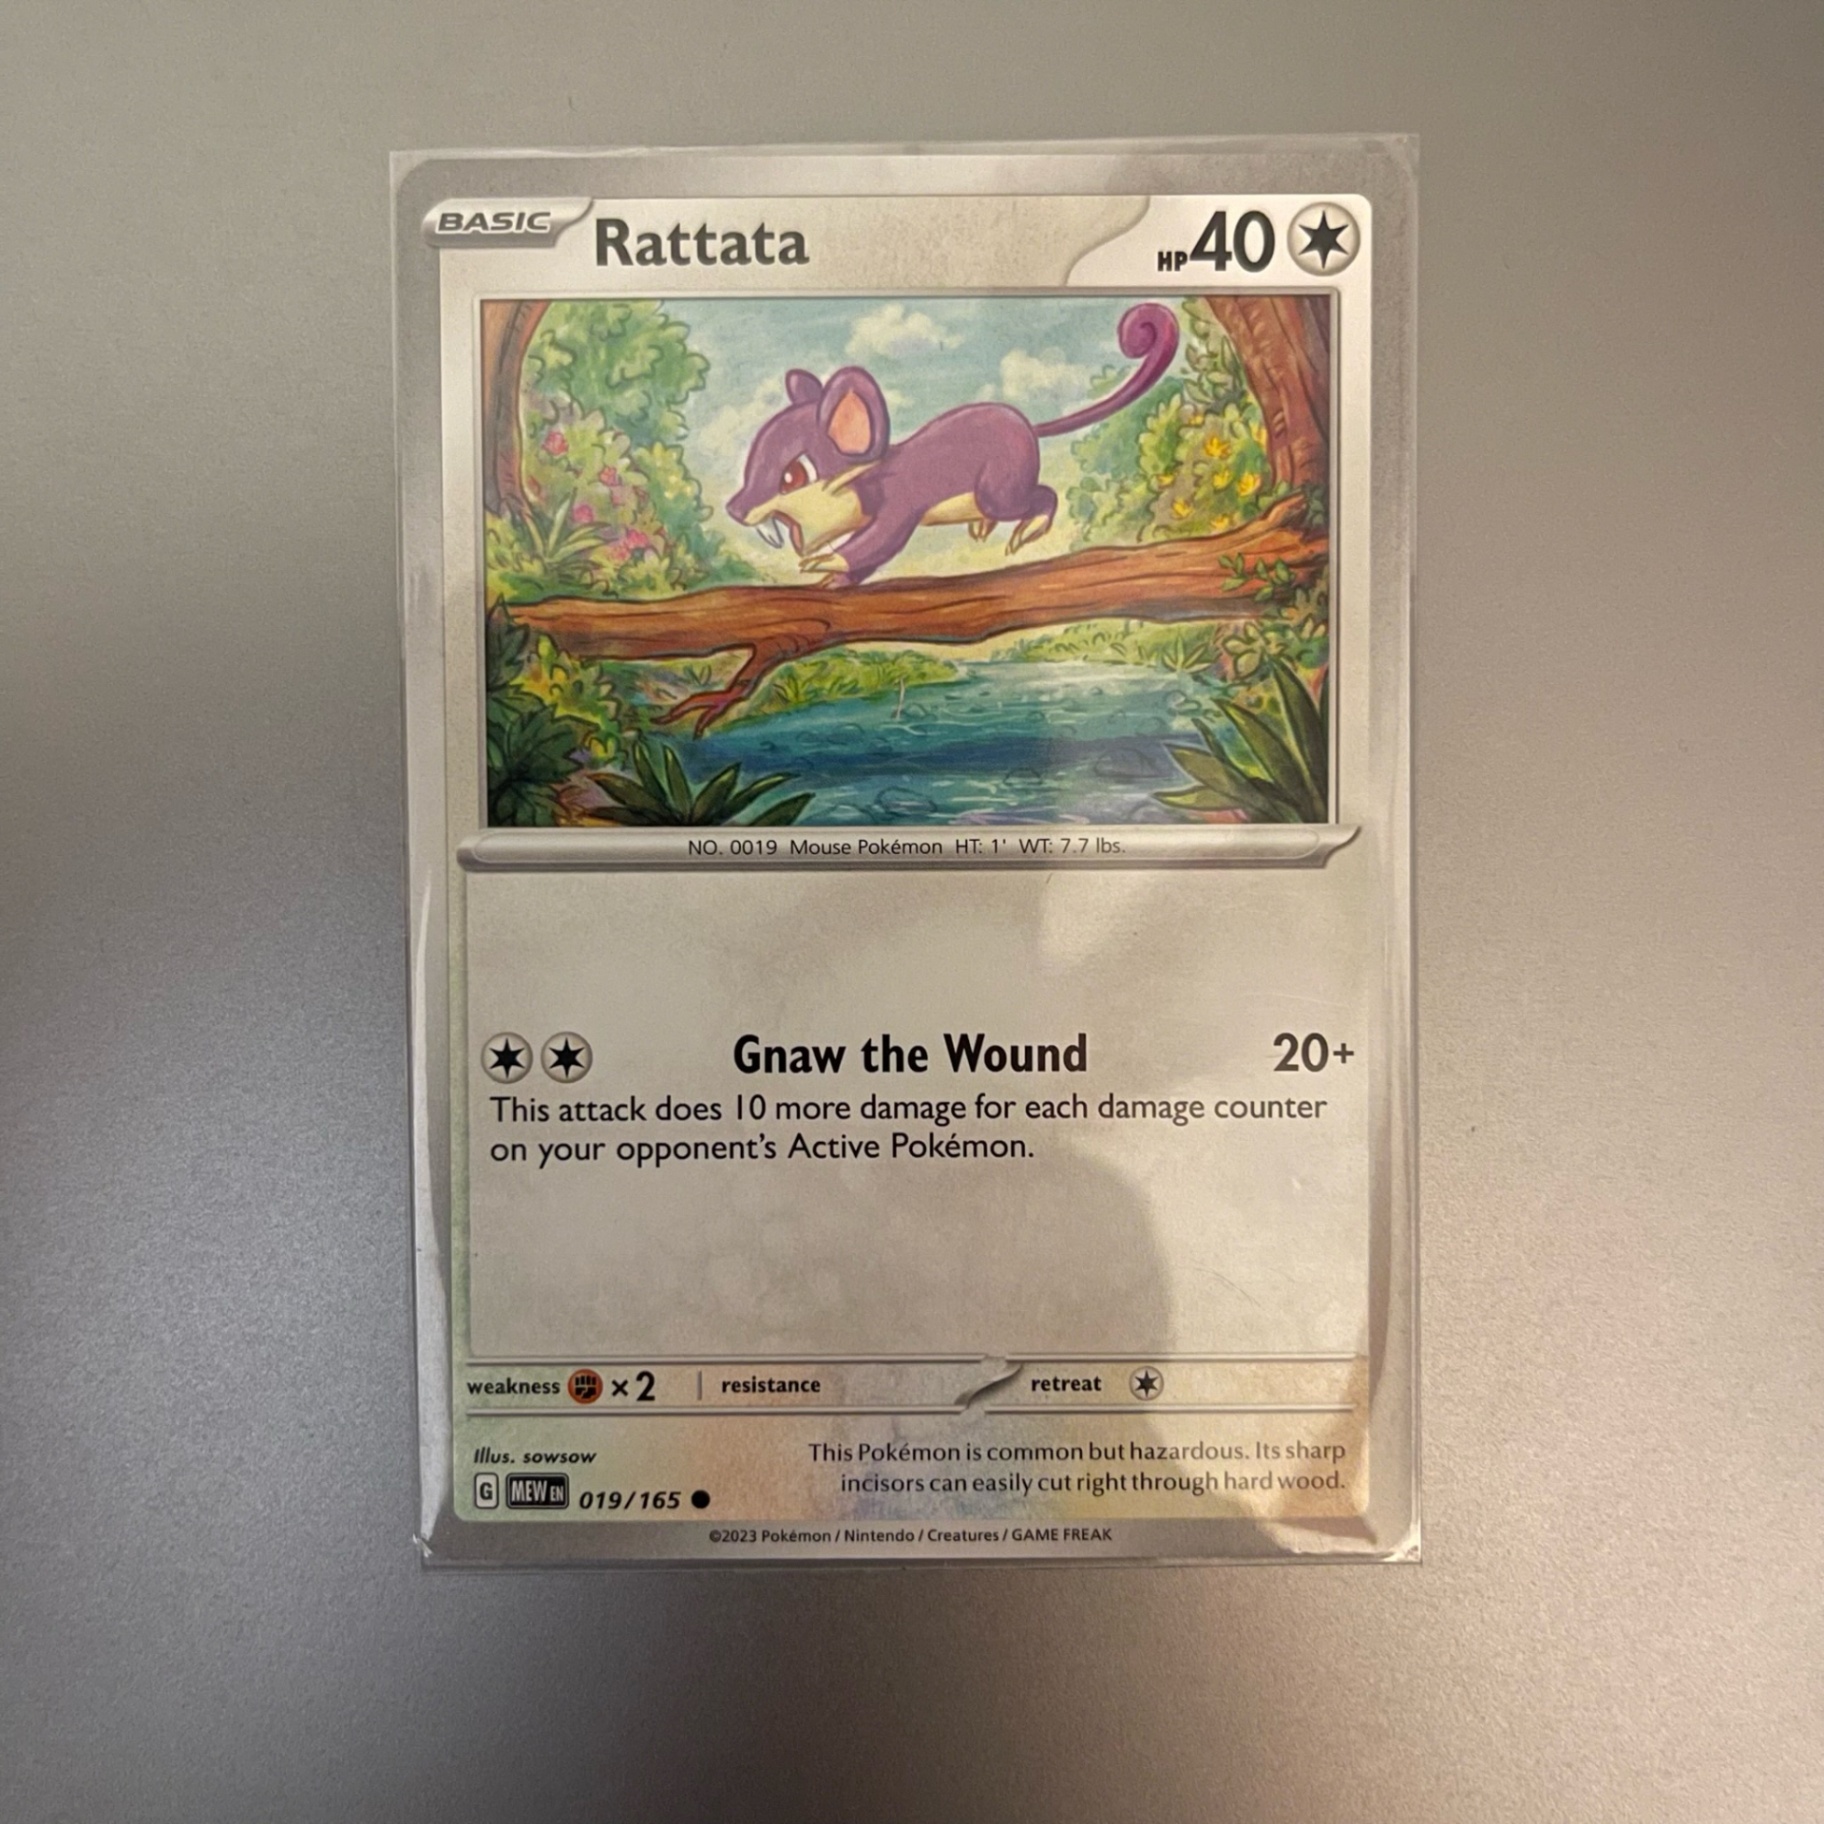 BASIC Rattata HP 40
NO. 0019 Mouse Pokémon HT: 1' WT: 7.7 lbs.
Gnaw the Wound 20+
This attack does 10 more damage for each damage counter
on your opponent's Active Pokémon.
weakness ×2 | resistance retreat
Illus. sowsow
This Pokémon is common but hazardous. Its sharp
incisors can easily cut right through hard wood.
G MEW EN 019/165
©2023 Pokémon / Nintendo / Creatures / GAME FREAK